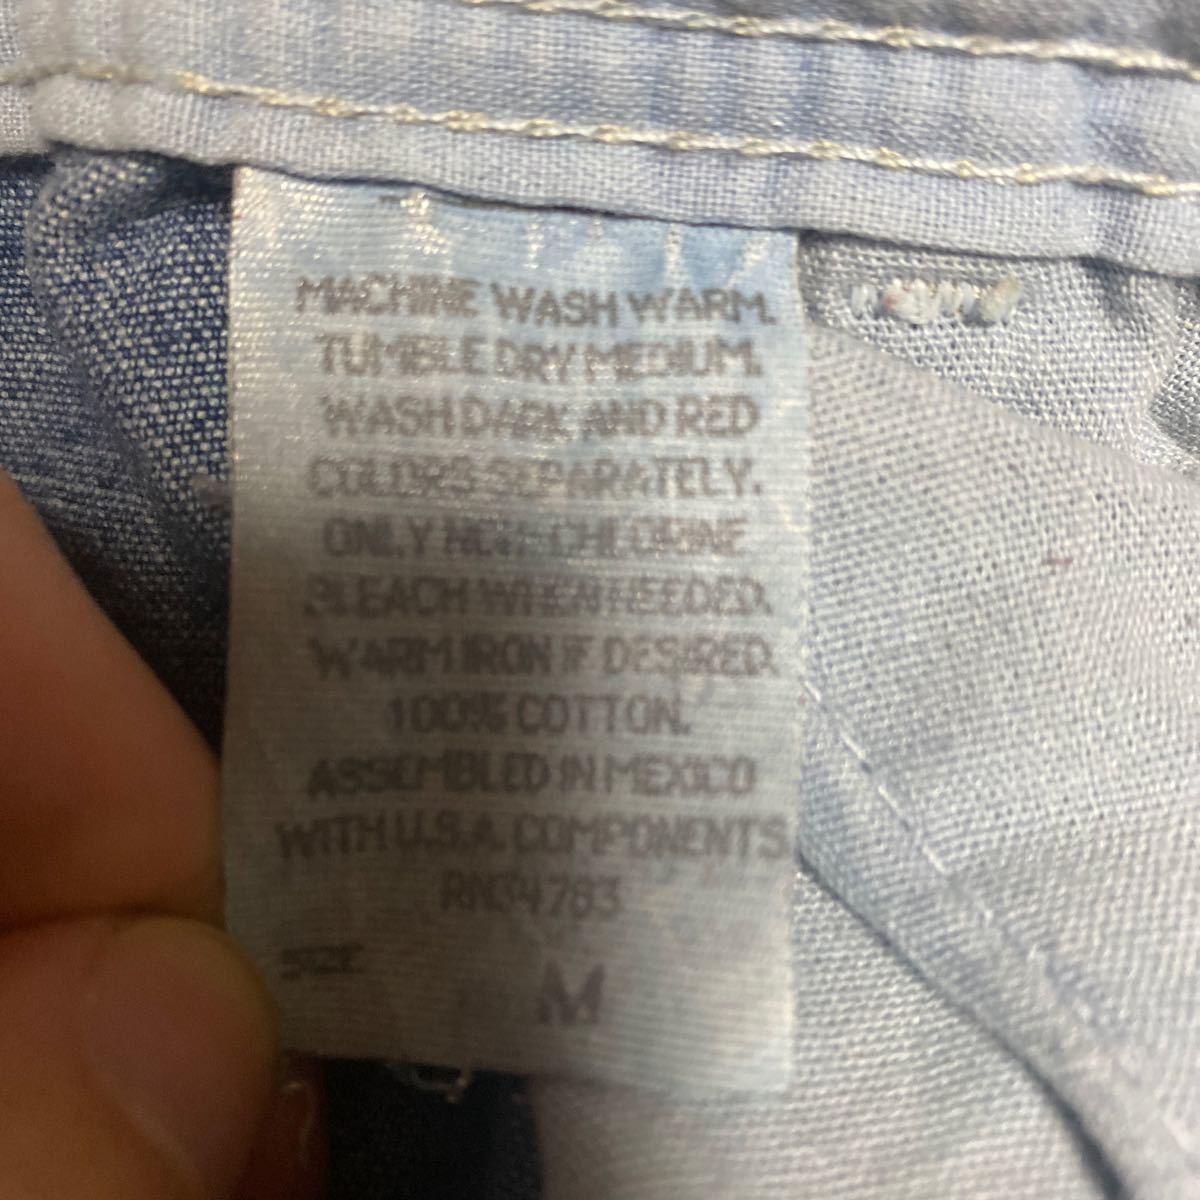 MACHINE WASH WARM.
TUMBLE DRY MEDIUM.
WASH DARK AND RED
COLORS SEPARATELY.
ONLY NON-CHLORINE
BLEACH WHEN NEEDED.
WARM IRON IF DESIRED.
100% COTTON.
ASSEMBLED IN MEXICO
WITH U.S.A. COMPONENTS
RN54783
SIZE
M